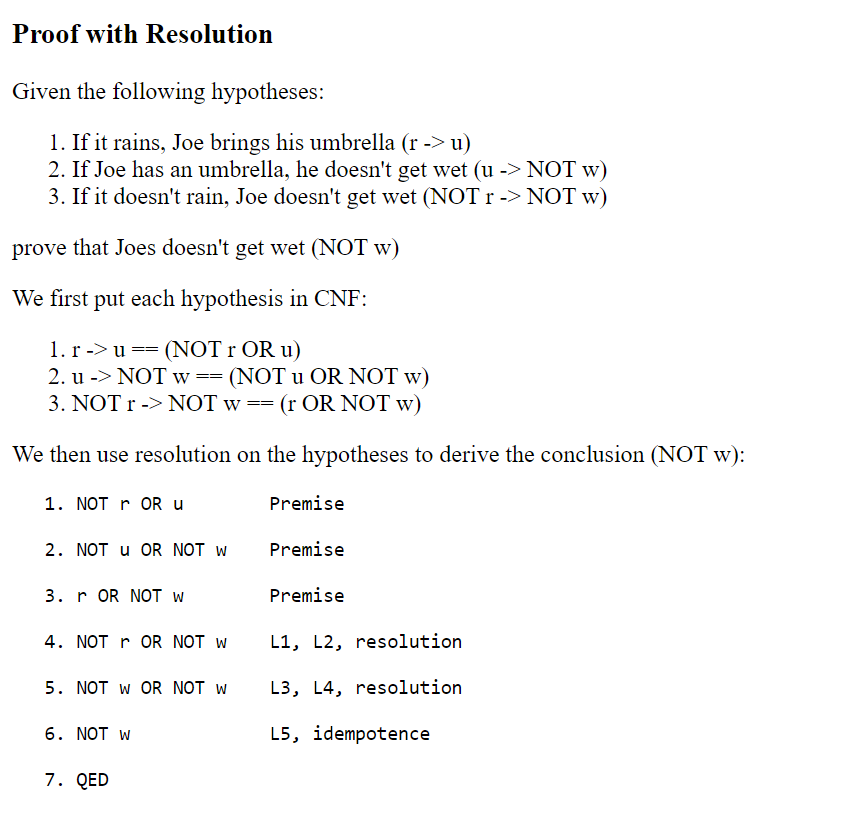 Proof with Resolution
Given the following hypotheses:
1. If it rains, Joe brings his umbrella (r -> u)
2. If Joe has an umbrella, he doesn't get wet (u -> NOT w)
3. If it doesn't rain, Joe doesn't get wet (NOT r -> NOT w)
prove that Joes doesn't get wet (NOT w)
We first put each hypothesis in CNF:
1. r -> u == (NOT r OR u)
2. u -> NOT w == (NOT u OR NOT w)
3. NOT r -> NOT w == (r OR NOT w)
We then use resolution on the hypotheses to derive the conclusion (NOT w):
1. NOT r OR u Premise
2. NOT u OR NOT w Premise
3. r OR NOT w Premise
4. NOT r OR NOT w L1, L2, resolution
5. NOT w OR NOT w L3, L4, resolution
6. NOT w L5, idempotence
7. QED